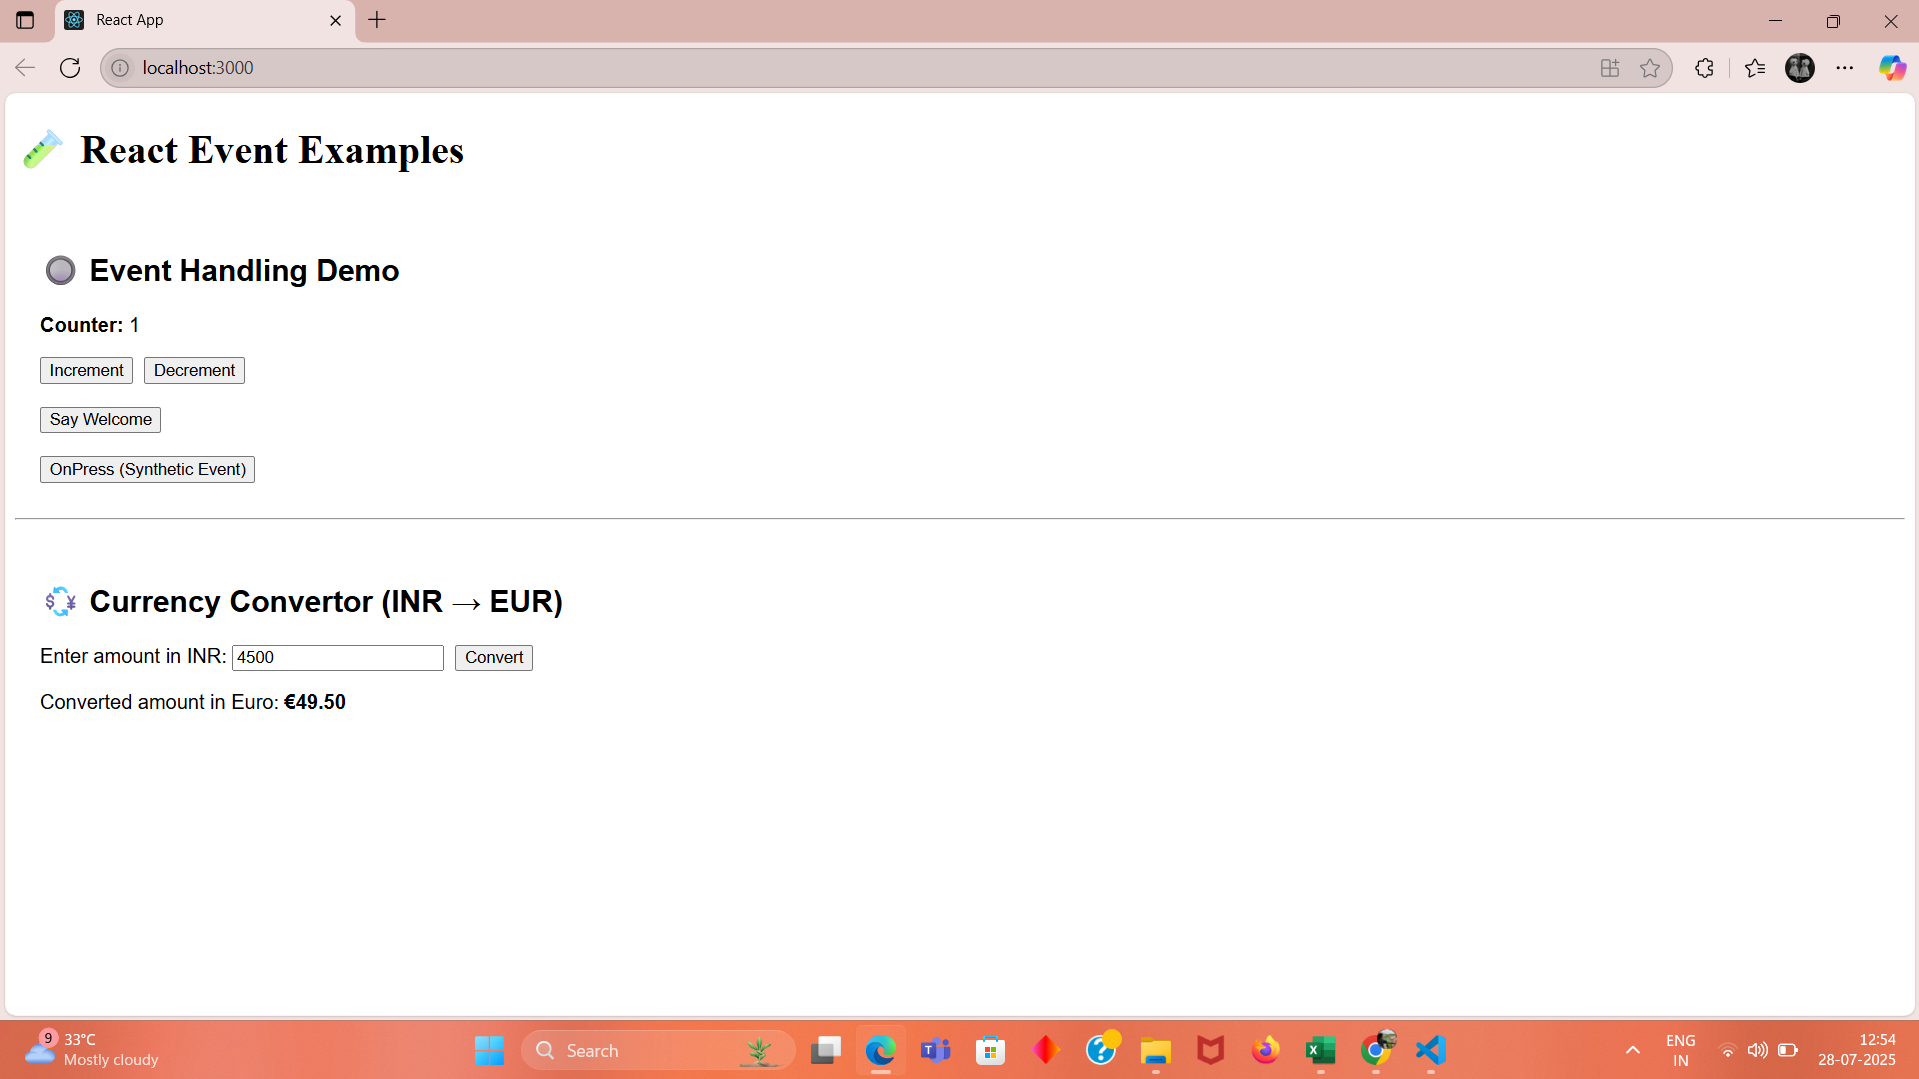 React App
localhost:3000
React Event Examples
Event Handling Demo
Counter: 1
Increment Decrement
Say Welcome
OnPress (Synthetic Event)
Currency Convertor (INR → EUR)
Enter amount in INR: 4500 Convert
Converted amount in Euro: €49.50
9 33°C
Mostly cloudy
Search
ENG
IN
12:54
28-07-2025